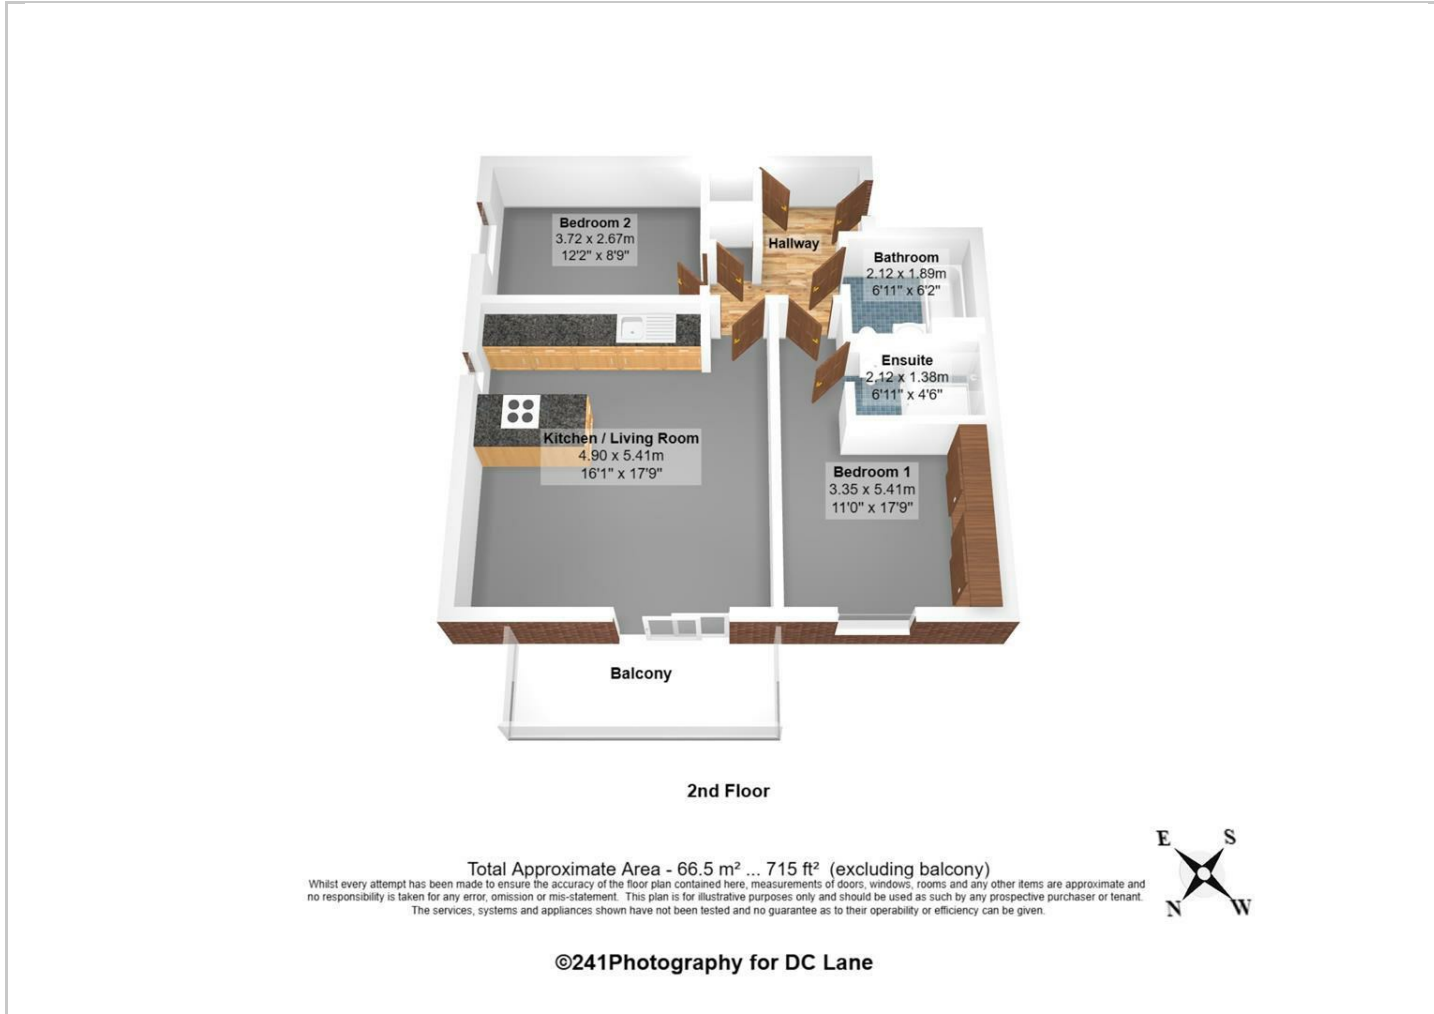 Bedroom 2
3.72 x 2.67m
12'2" x 8'9"
Hallway
Bathroom
2.12 x 1.89m
6'11" x 6'2"
Ensuite
2.12 x 1.38m
6'11" x 4'6"
Kitchen / Living Room
4.90 x 5.41m
16'1" x 17'9"
Bedroom 1
3.35 x 5.41m
11'0" x 17'9"
Balcony
2nd Floor
E S
N W
Total Approximate Area - 66.5 m² ... 715 ft² (excluding balcony)
Whilst every attempt has been made to ensure the accuracy of the floor plan contained here, measurements of doors, windows, rooms and any other items are approximate and
no responsibility is taken for any error, omission or mis-statement. This plan is for illustrative purposes only and should be used as such by any prospective purchaser or tenant.
The services, systems and appliances shown have not been tested and no guarantee as to their operability or efficiency can be given.
©241Photography for DC Lane